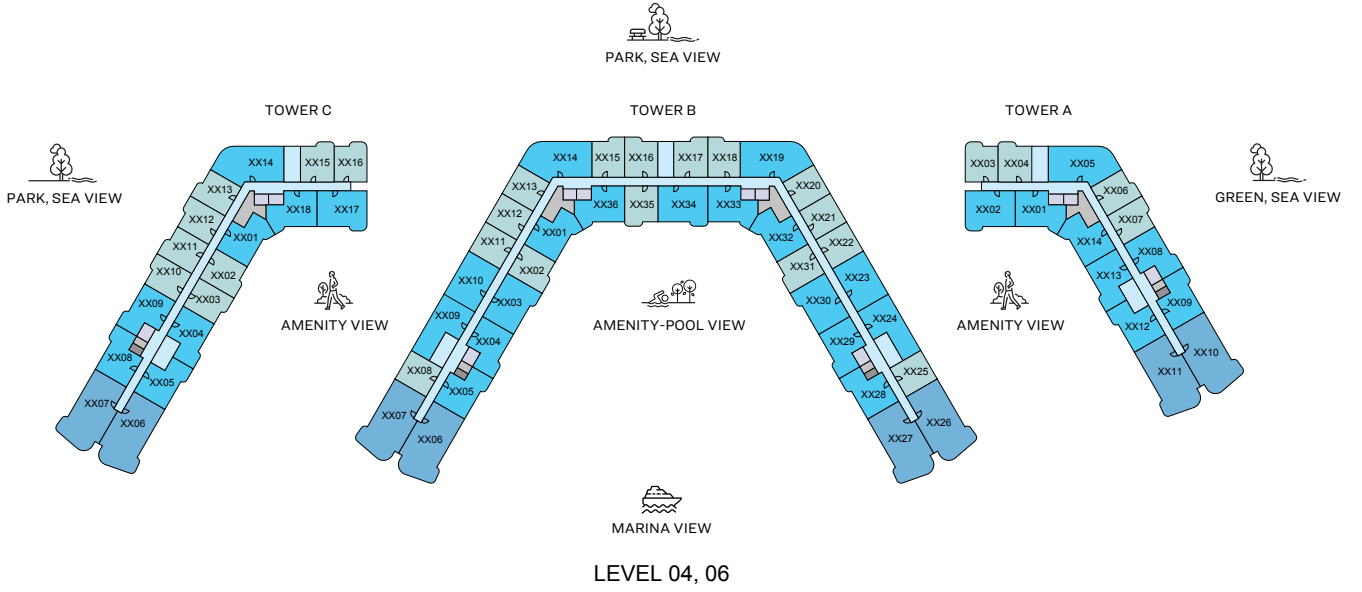 PARK, SEA VIEW
TOWER C
TOWER B
TOWER A
PARK, SEA VIEW
GREEN, SEA VIEW
XX14
XX15
XX16
XX13
XX12
XX11
XX10
XX09
XX08
XX07
XX06
XX05
XX04
XX03
XX02
XX01
XX18
XX17
XX14
XX15
XX16
XX17
XX18
XX19
XX13
XX12
XX11
XX10
XX09
XX08
XX07
XX06
XX05
XX04
XX03
XX02
XX01
XX36
XX35
XX34
XX33
XX32
XX31
XX30
XX29
XX28
XX27
XX26
XX25
XX24
XX23
XX22
XX21
XX20
XX03
XX04
XX05
XX02
XX01
XX06
XX07
XX08
XX09
XX10
XX11
XX12
XX13
XX14
AMENITY VIEW
AMENITY-POOL VIEW
AMENITY VIEW
MARINA VIEW
LEVEL 04, 06